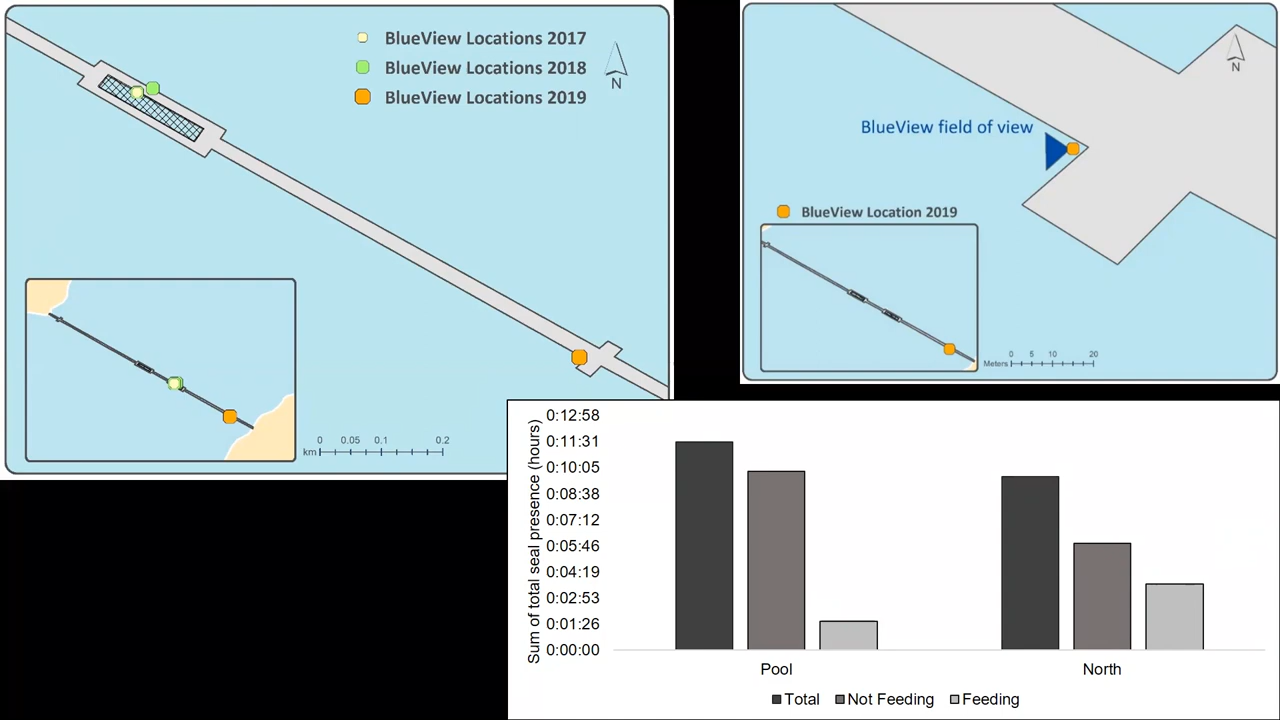 BlueView Locations 2017
BlueView Locations 2018
BlueView Locations 2019
N
km 0 0.05 0.1 0.2
N
BlueView field of view
BlueView Location 2019
Meters 0 5 10 20
Sum of total seal presence (hours)
0:12:58
0:11:31
0:10:05
0:08:38
0:07:12
0:05:46
0:04:19
0:02:53
0:01:26
0:00:00
Pool North
Total Not Feeding Feeding